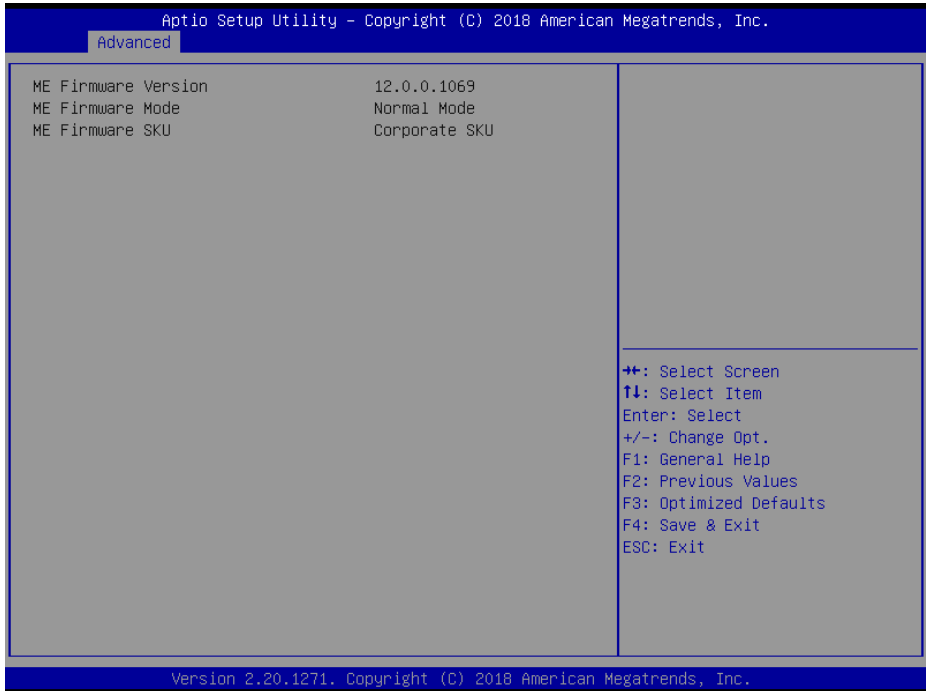 Aptio Setup Utility – Copyright (C) 2018 American Megatrends, Inc.
Advanced
ME Firmware Version 12.0.0.1069
ME Firmware Mode Normal Mode
ME Firmware SKU Corporate SKU
→←: Select Screen
↑↓: Select Item
Enter: Select
+/-: Change Opt.
F1: General Help
F2: Previous Values
F3: Optimized Defaults
F4: Save & Exit
ESC: Exit
Version 2.20.1271. Copyright (C) 2018 American Megatrends, Inc.